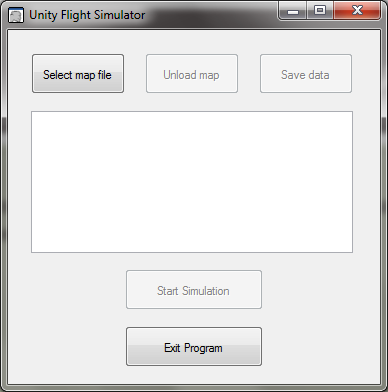 Unity Flight Simulator
Select map file
Unload map
Save data
Start Simulation
Exit Program